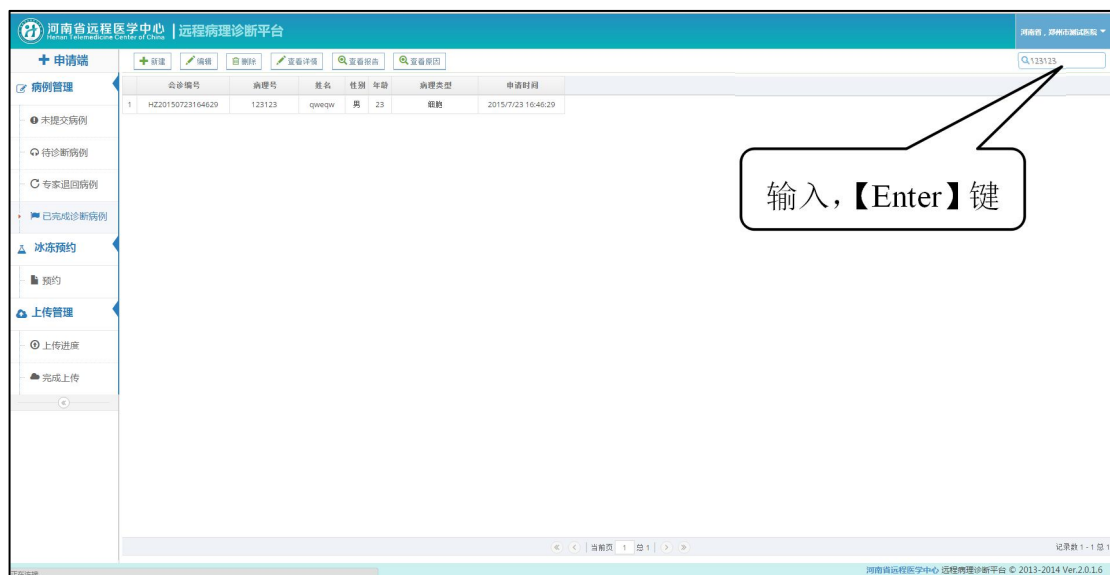 河南省远程医学中心 | 远程病理诊断平台
Henan Telemedicine Center of China
河南省，郑州市测试医院
申请端
新建 编辑 删除 查看详情 查看报告 查看原因
123123
病例管理
会诊编号 病理号 姓名 性别 年龄 病理类型 申请时间
1 HZ20150723164629 123123 qweqw 男 23 细胞 2015/7/23 16:46:29
未提交病例
待诊断病例
专家退回病例
已完成诊断病例
输入，【Enter】键
冰冻预约
预约
上传管理
上传进度
完成上传
当前页 1 总 1
记录数 1 - 1 总 1
河南省远程医学中心 远程病理诊断平台 © 2013-2014 Ver.2.0.1.6